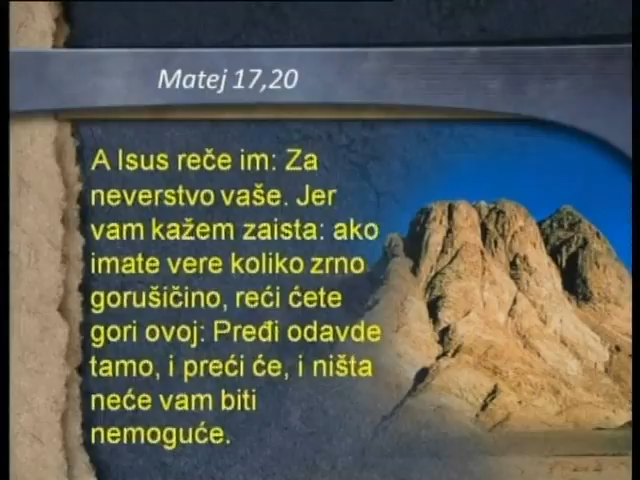 Matej 17,20
A Isus reče im: Za
neverstvo vaše. Jer
vam kažem zaista: ako
imate vere koliko zrno
gorušičino, reći ćete
gori ovoj: Pređi odavde
tamo, i preći će, i ništa
neće vam biti
nemoguće.